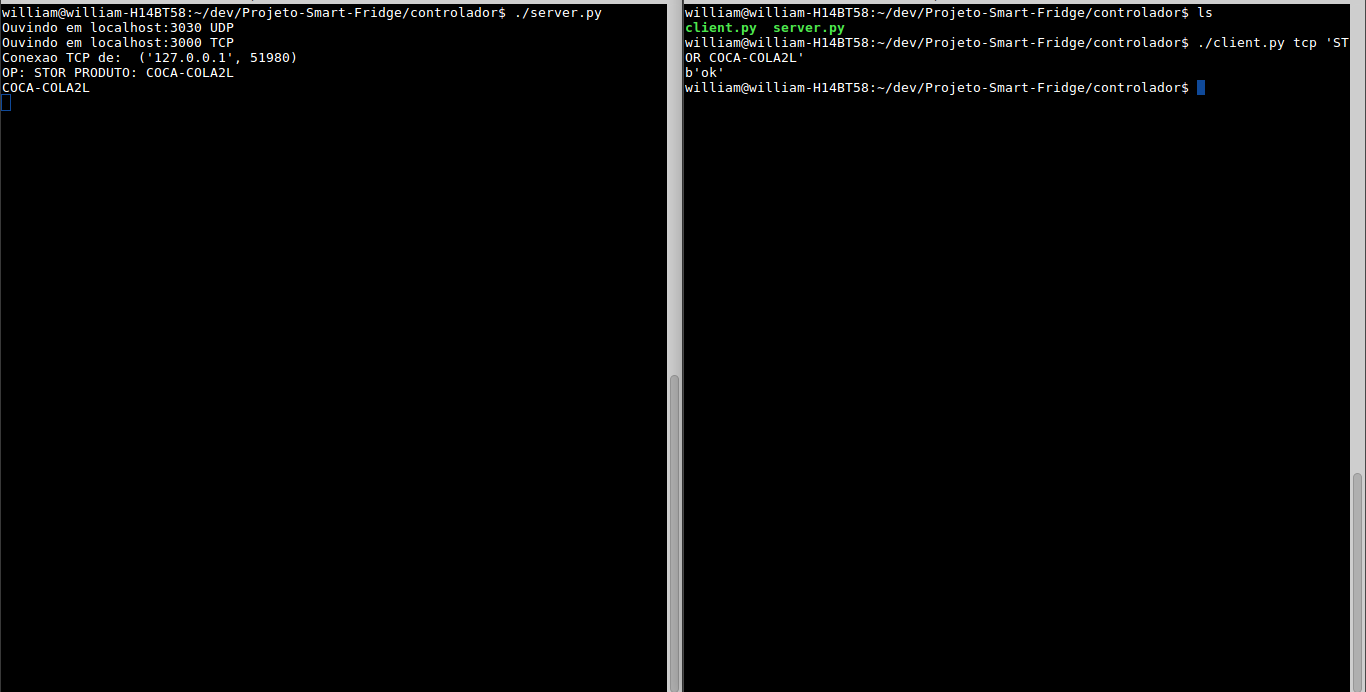 william@william-H14BT58:~/dev/Projeto-Smart-Fridge/controlador$ ./server.py
Ouvindo em localhost:3030 UDP
Ouvindo em localhost:3000 TCP
Conexao TCP de:  ('127.0.0.1', 51980)
OP: STOR PRODUTO: COCA-COLA2L
COCA-COLA2L
william@william-H14BT58:~/dev/Projeto-Smart-Fridge/controlador$ ls
client.py  server.py
william@william-H14BT58:~/dev/Projeto-Smart-Fridge/controlador$ ./client.py tcp 'ST
OR COCA-COLA2L'
b'ok'
william@william-H14BT58:~/dev/Projeto-Smart-Fridge/controlador$